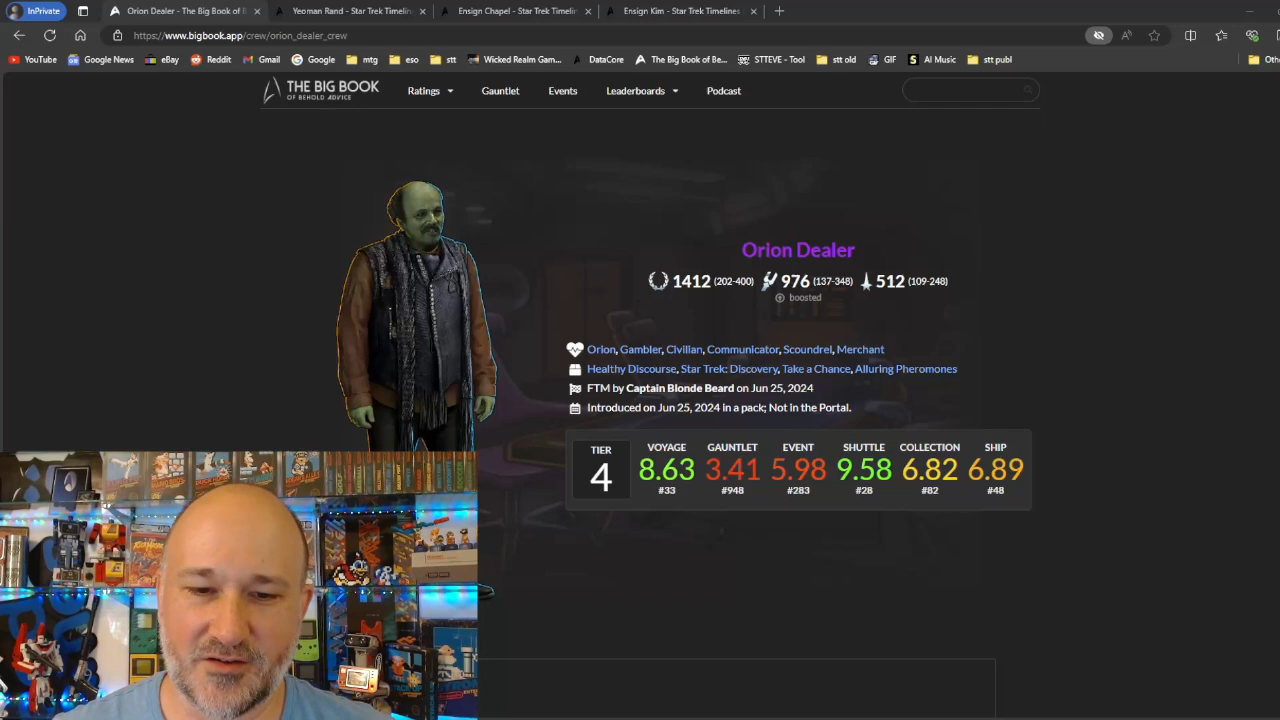 InPrivate
Orion Dealer - The Big Book of B
Yeoman Rand - Star Trek Timelin
Ensign Chapel - Star Trek Timelin
Ensign Kim - Star Trek Timelines
https://www.bigbook.app/crew/orion_dealer_crew
YouTube
Google News
eBay
Reddit
Gmail
Google
mtg
eso
stt
Wicked Realm Gam...
DataCore
The Big Book of Be...
STTEVE - Tool
stt old
GIF
AI Music
stt publ
Othe
THE BIG BOOK
OF BEHOLD ADVICE
Ratings
Gauntlet
Events
Leaderboards
Podcast
Orion Dealer
1412 (202-400) 976 (137-348) 512 (109-248)
boosted
Orion, Gambler, Civilian, Communicator, Scoundrel, Merchant
Healthy Discourse, Star Trek: Discovery, Take a Chance, Alluring Pheromones
FTM by Captain Blonde Beard on Jun 25, 2024
Introduced on Jun 25, 2024 in a pack; Not in the Portal.
TIER VOYAGE GAUNTLET EVENT SHUTTLE COLLECTION SHIP
4 8.63 3.41 5.98 9.58 6.82 6.89
#33 #948 #283 #28 #82 #48